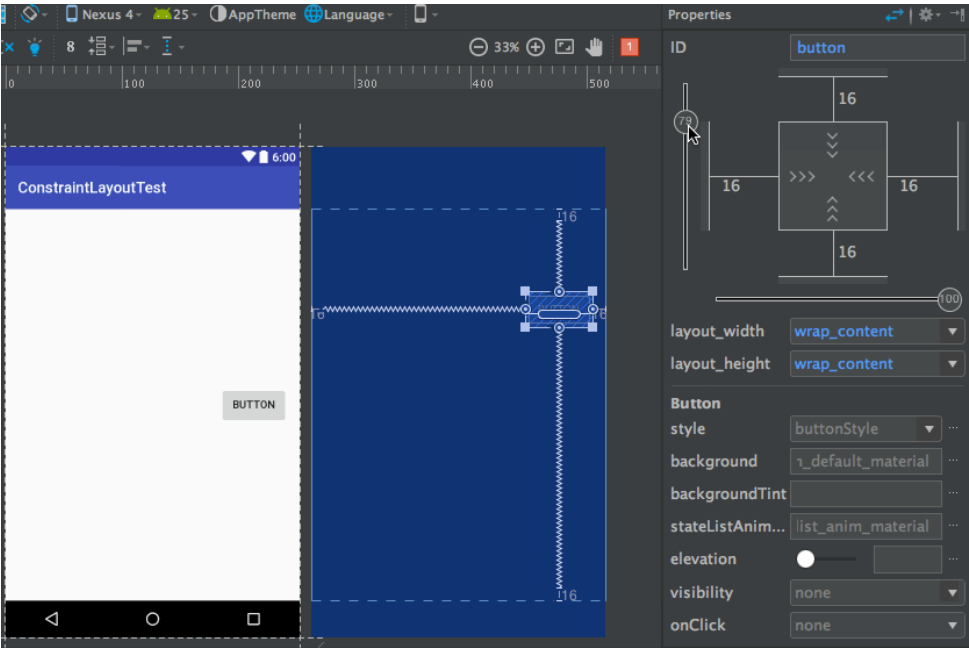 Nexus 4 25 AppTheme Language
8 33% 1
0 100 200 300 400 500
6:00
ConstraintLayoutTest
BUTTON
16
16
16
Properties
ID button
79
16
16 16
16
100
layout_width wrap_content
layout_height wrap_content
Button
style buttonStyle ...
background _default_material ...
backgroundTint ...
stateListAnim... list_anim_material ...
elevation ...
visibility none
onClick none